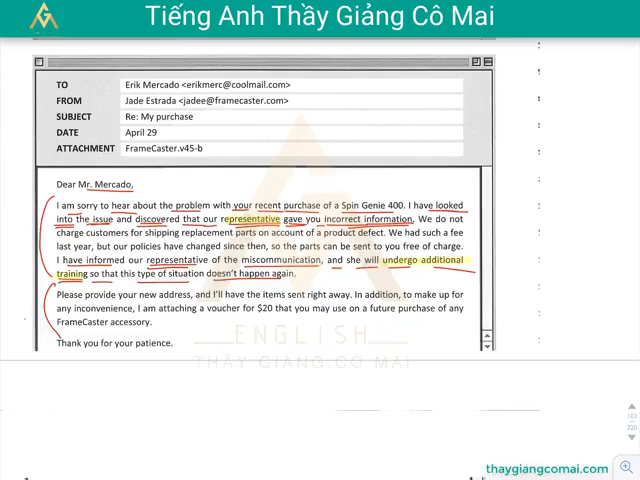 Tiếng Anh Thầy Giảng Cô Mai
TO Erik Mercado <erikmerc@coolmail.com>
FROM Jade Estrada <jadee@framecaster.com>
SUBJECT Re: My purchase
DATE April 29
ATTACHMENT FrameCaster.v45-b
Dear Mr. Mercado,
I am sorry to hear about the problem with your recent purchase of a Spin Genie 400. I have looked
into the issue and discovered that our representative gave you incorrect information. We do not
charge customers for shipping replacement parts on account of a product defect. We had such a fee
last year, but our policies have changed since then, so the parts can be sent to you free of charge.
I have informed our representative of the miscommunication, and she will undergo additional
training so that this type of situation doesn't happen again.
Please provide your new address, and I'll have the items sent right away. In addition, to make up for
any inconvenience, I am attaching a voucher for $20 that you may use on a future purchase of any
FrameCaster accessory.
ENGLISH
Thank you for your patience.
THẦY GIẢNG.CÔ MAI
103
220
thaygiangcomai.com